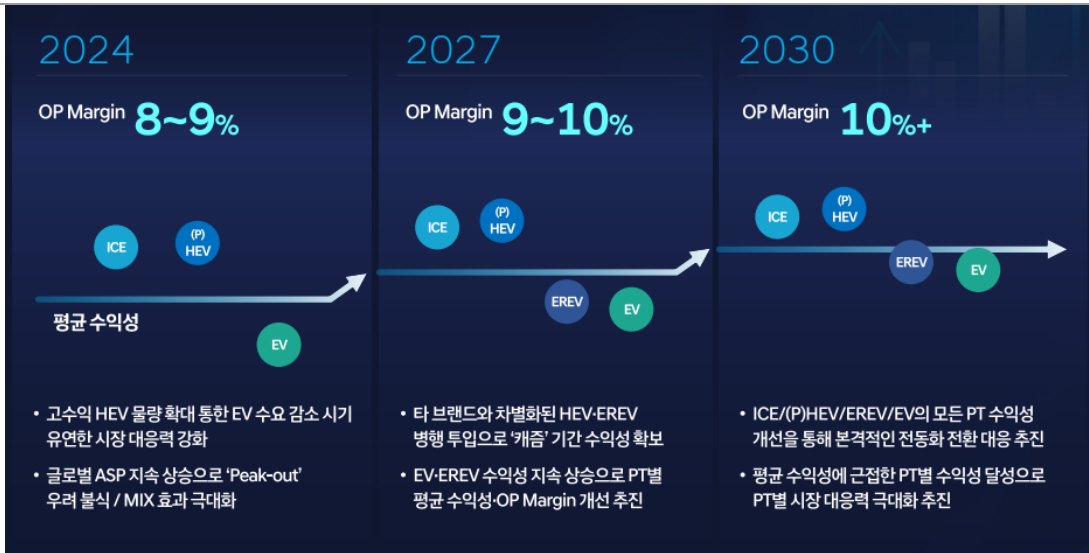 2024
OP Margin 8~9%
ICE
(P)
HEV
평균 수익성
EV
• 고수익 HEV 물량 확대 통한 EV 수요 감소 시기
유연한 시장 대응력 강화
• 글로벌 ASP 지속 상승으로 ‘Peak-out’
우려 불식 / MIX 효과 극대화
2027
OP Margin 9~10%
ICE
(P)
HEV
EREV
EV
• 타 브랜드와 차별화된 HEV·EREV
병행 투입으로 ‘캐즘’ 기간 수익성 확보
• EV·EREV 수익성 지속 상승으로 PT별
평균 수익성·OP Margin 개선 추진
2030
OP Margin 10%+
ICE
(P)
HEV
EREV
EV
• ICE/(P)HEV/EREV/EV의 모든 PT 수익성
개선을 통해 본격적인 전동화 전환 대응 추진
• 평균 수익성에 근접한 PT별 수익성 달성으로
PT별 시장 대응력 극대화 추진